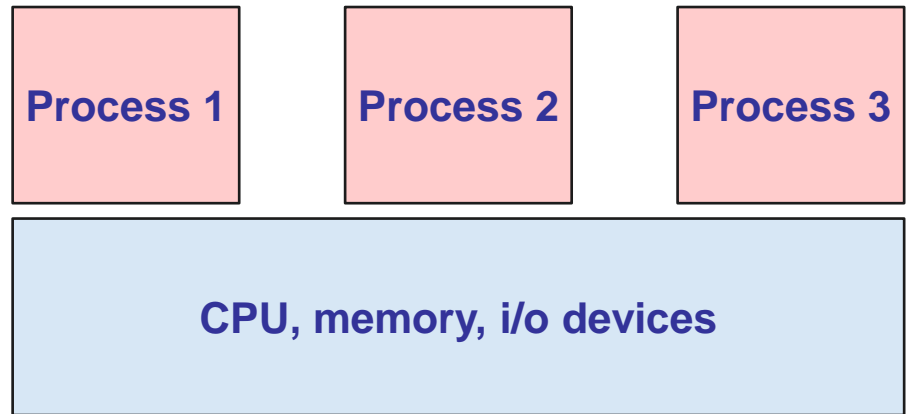 Process 1
Process 2
Process 3
CPU, memory, i/o devices